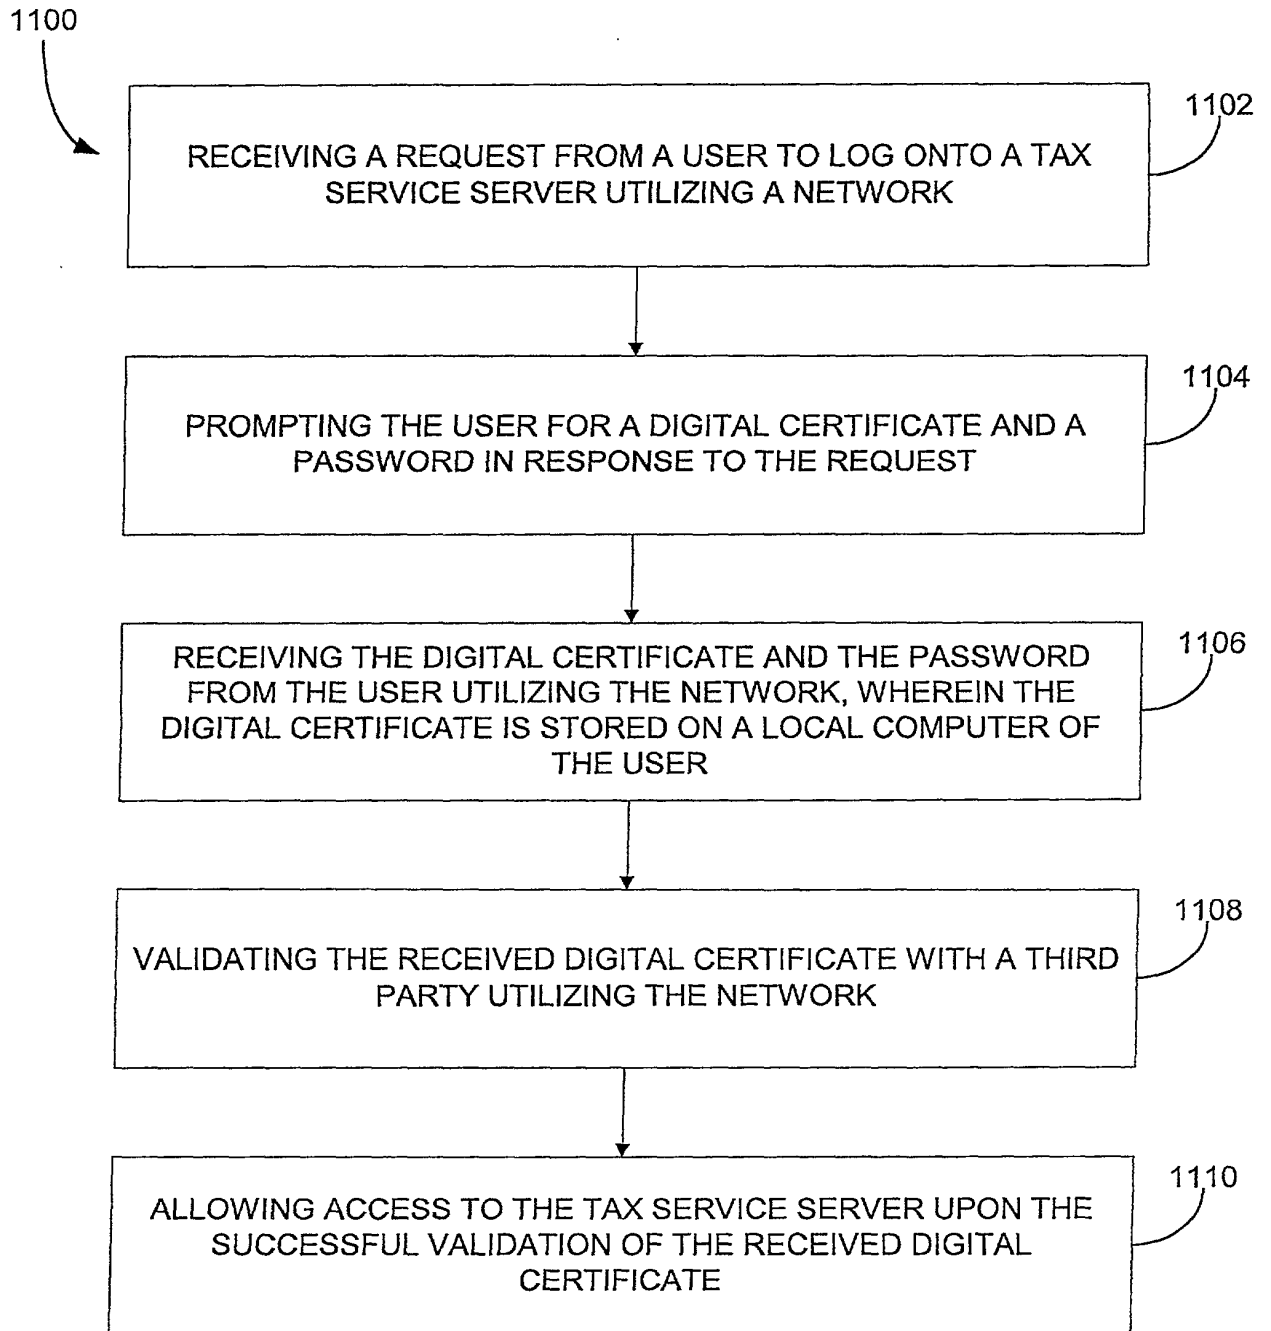 1100
1102
RECEIVING A REQUEST FROM A USER TO LOG ONTO A TAX
SERVICE SERVER UTILIZING A NETWORK
1104
PROMPTING THE USER FOR A DIGITAL CERTIFICATE AND A
PASSWORD IN RESPONSE TO THE REQUEST
1106
RECEIVING THE DIGITAL CERTIFICATE AND THE PASSWORD
FROM THE USER UTILIZING THE NETWORK, WHEREIN THE
DIGITAL CERTIFICATE IS STORED ON A LOCAL COMPUTER OF
THE USER
1108
VALIDATING THE RECEIVED DIGITAL CERTIFICATE WITH A THIRD
PARTY UTILIZING THE NETWORK
1110
ALLOWING ACCESS TO THE TAX SERVICE SERVER UPON THE
SUCCESSFUL VALIDATION OF THE RECEIVED DIGITAL
CERTIFICATE